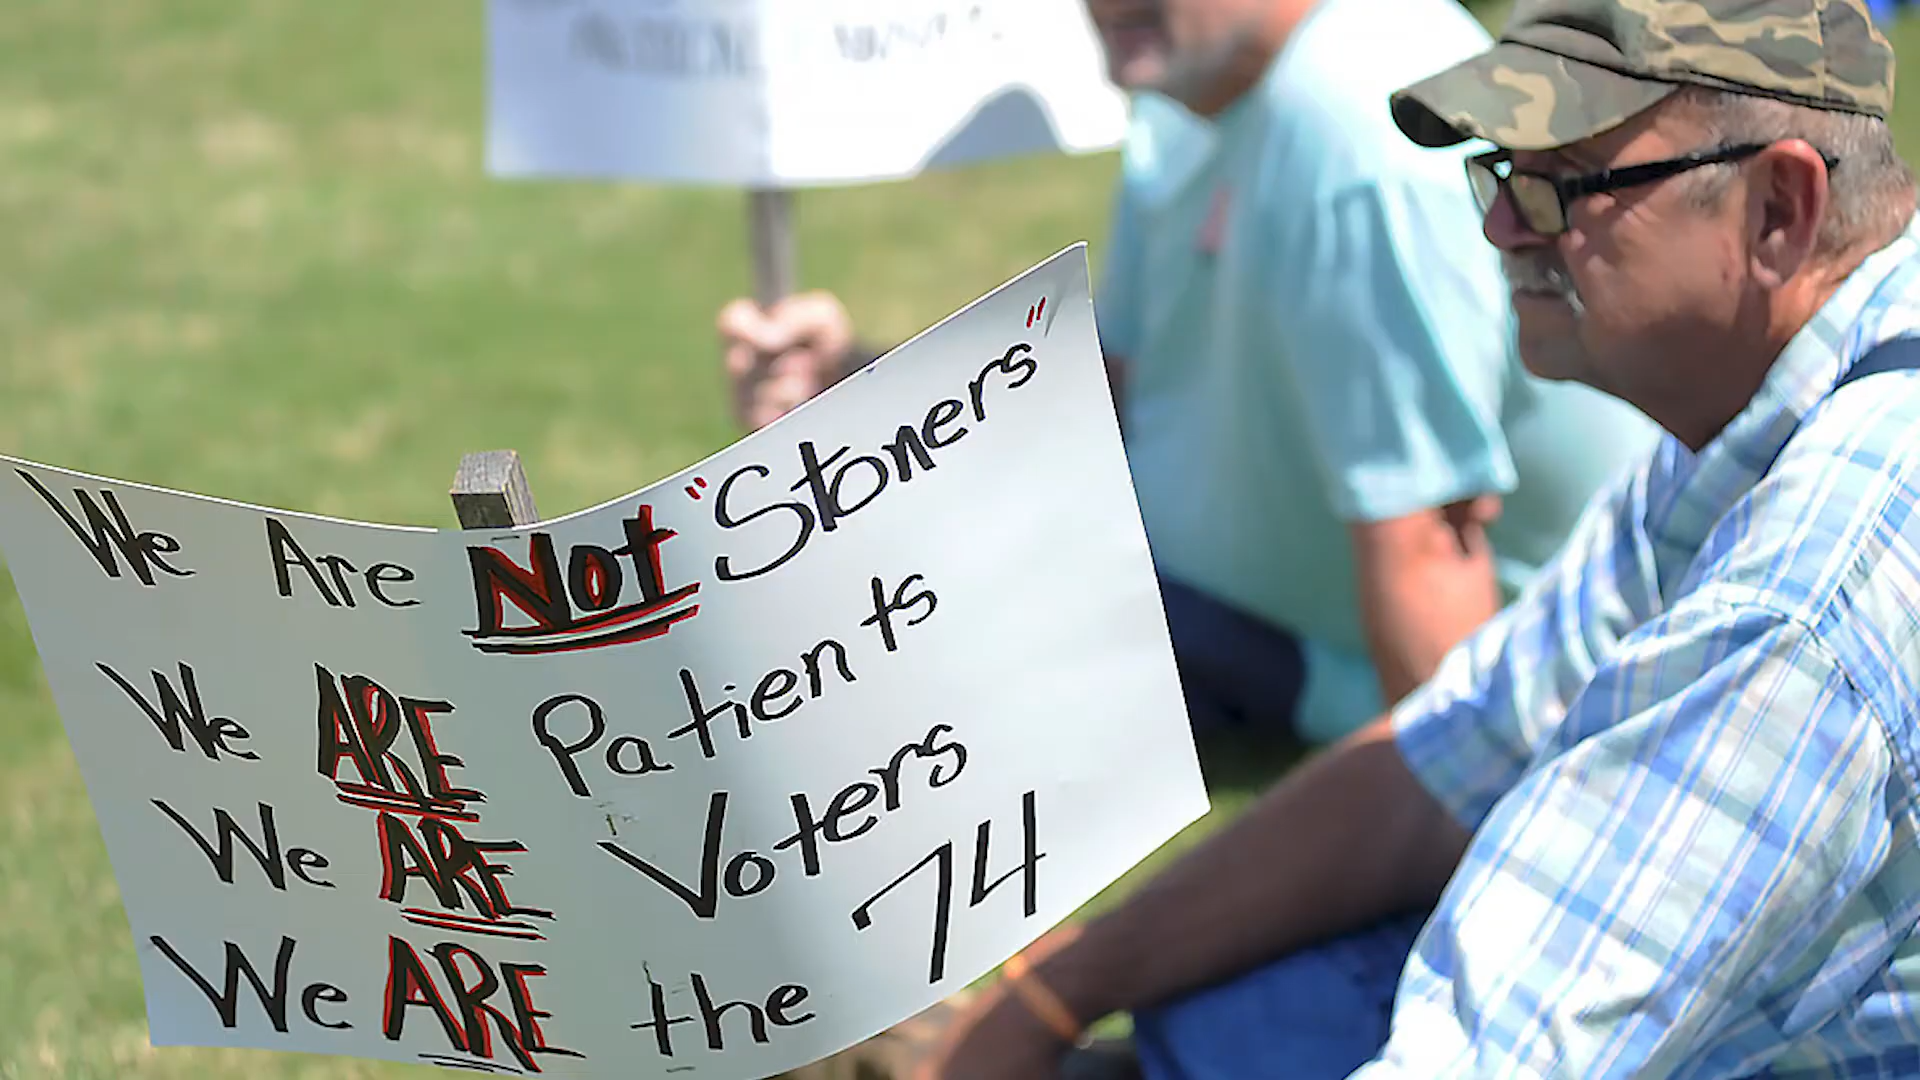 We Are Not "Stoners"
We ARE Patients
We ARE Voters
We ARE the 74